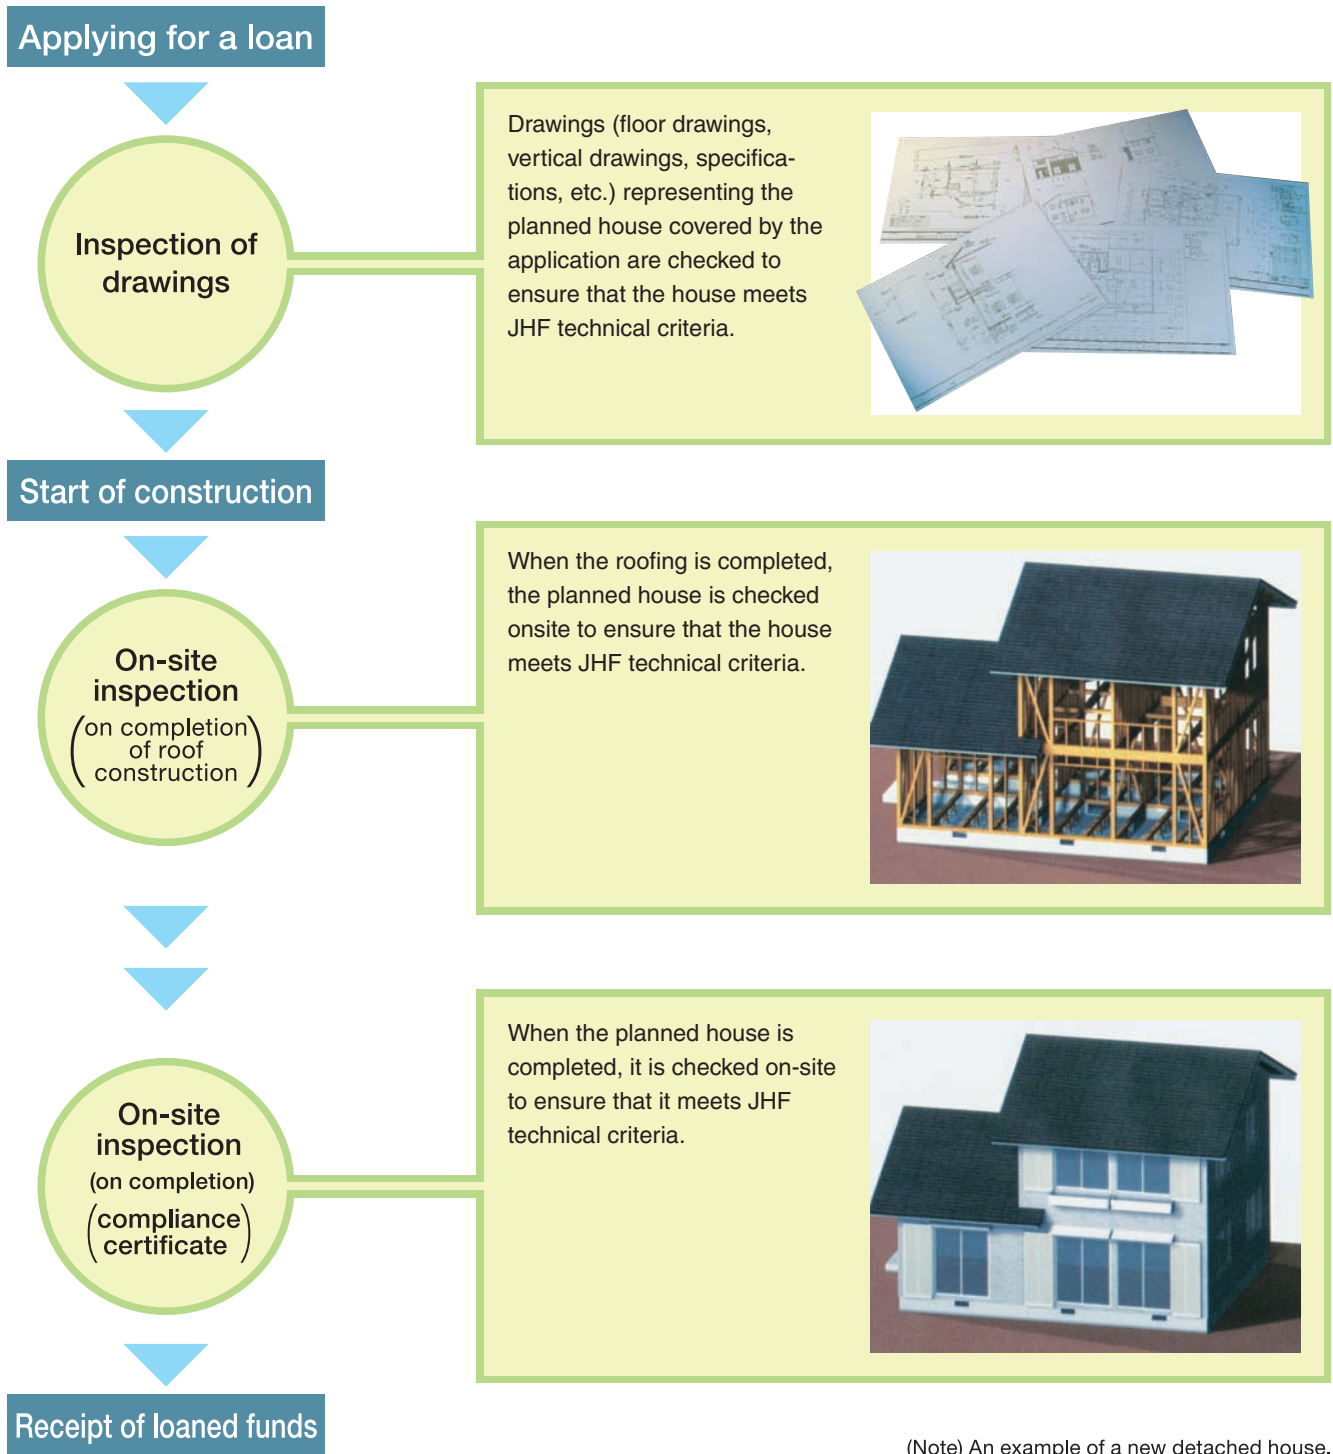 Applying for a loan
Inspection of
drawings
Drawings (floor drawings,
vertical drawings, specifica-
tions, etc.) representing the
planned house covered by the
application are checked to
ensure that the house meets
JHF technical criteria.
Start of construction
On-site
inspection
(on completion
of roof
construction)
When the roofing is completed,
the planned house is checked
onsite to ensure that the house
meets JHF technical criteria.
On-site
inspection
(on completion)
(compliance
certificate)
When the planned house is
completed, it is checked on-site
to ensure that it meets JHF
technical criteria.
Receipt of loaned funds
(Note) An example of a new detached house.